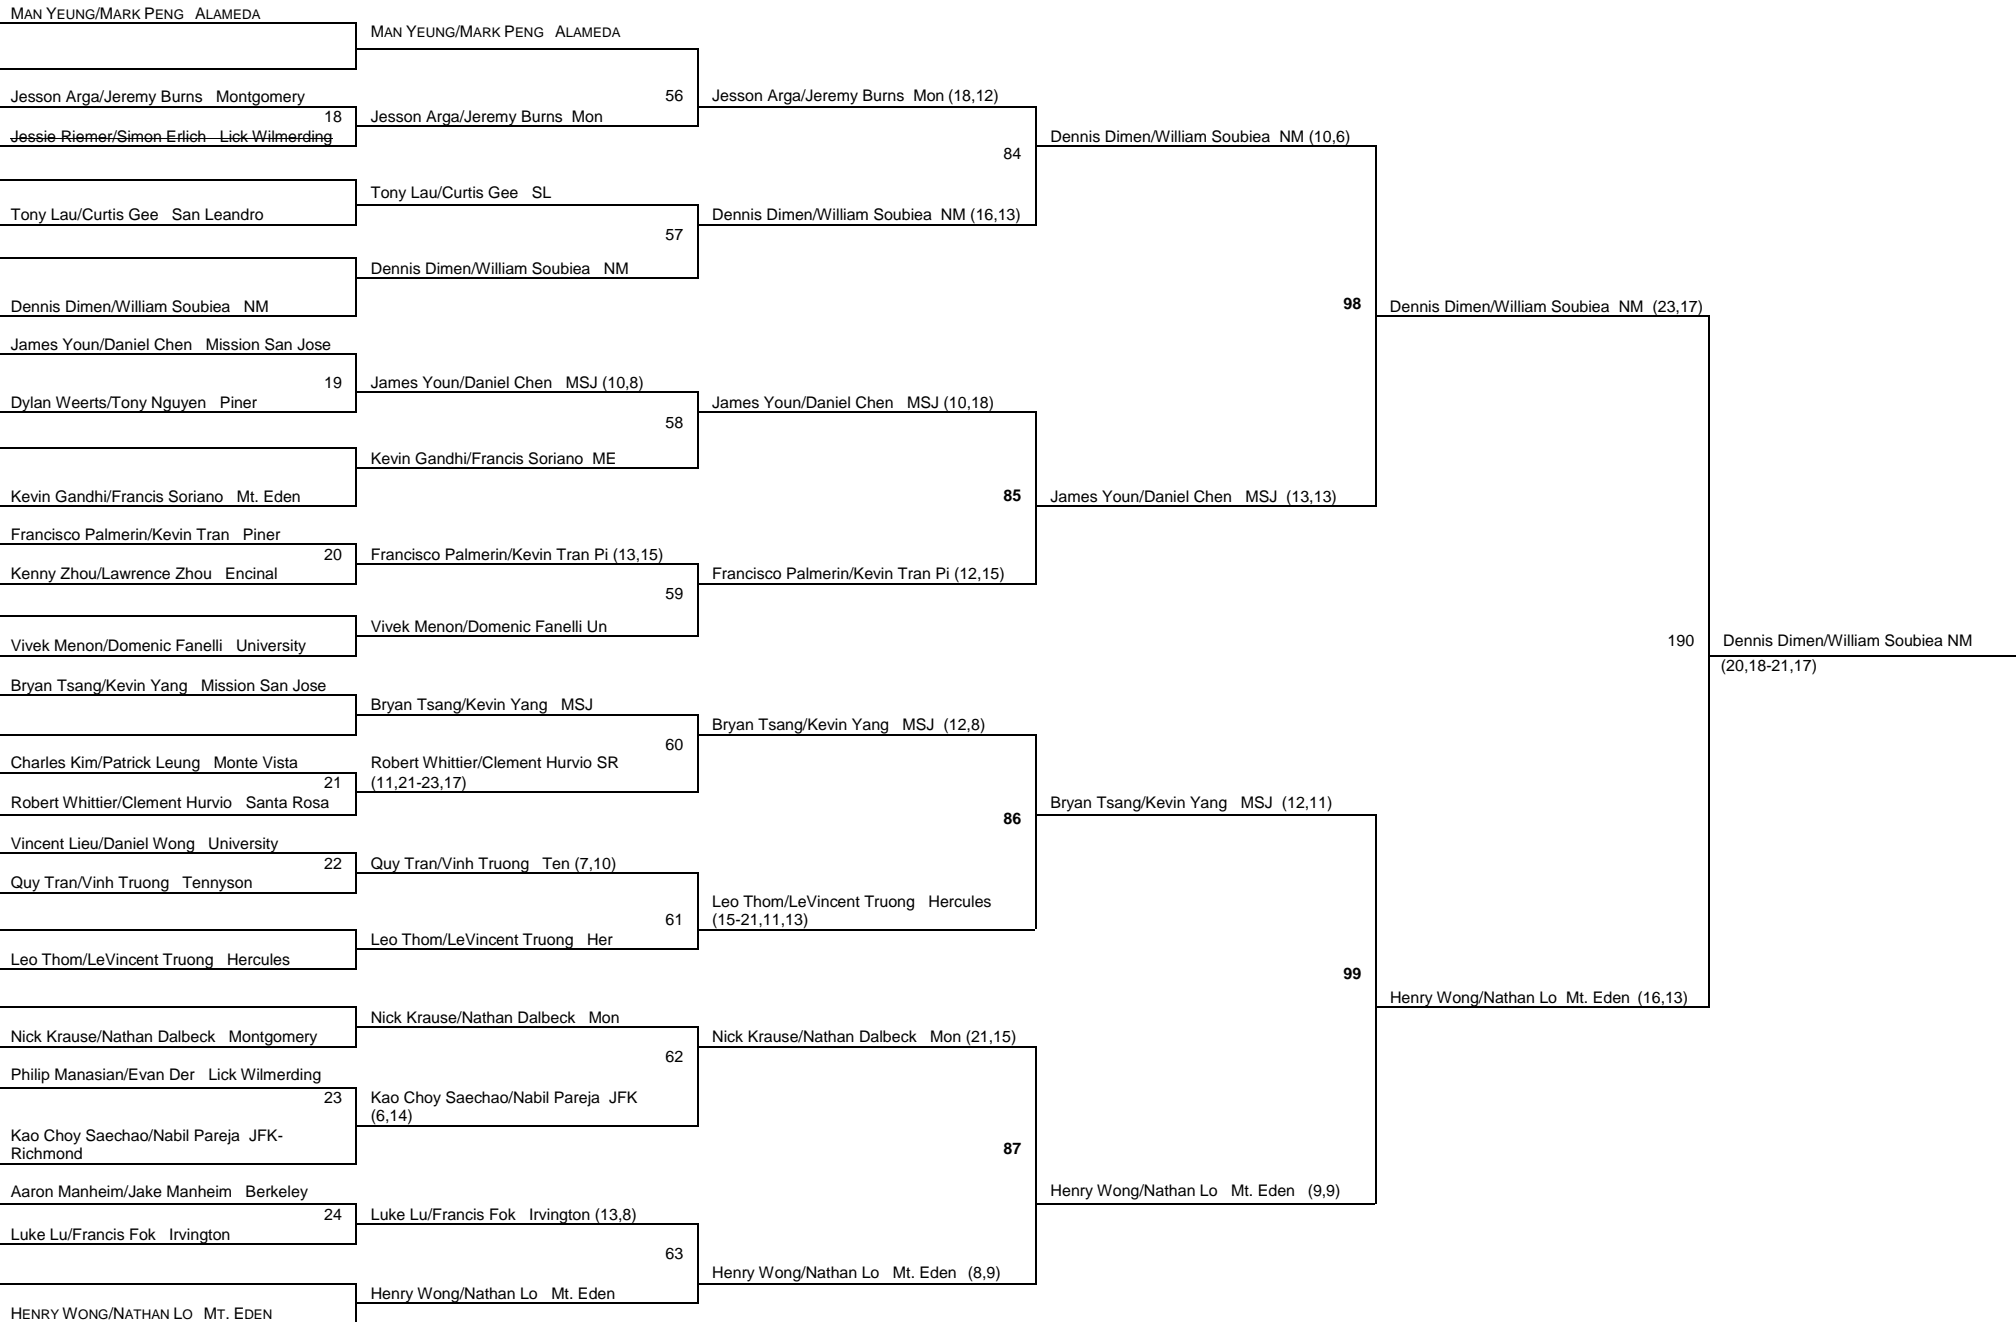 MAN YEUNG/MARK PENG ALAMEDA
Jesson Arga/Jeremy Burns Montgomery
18
Jessie Riemer/Simon Erlich Lick Wilmerding
Tony Lau/Curtis Gee San Leandro
Dennis Dimen/William Soubiea NM
James Youn/Daniel Chen Mission San Jose
19
Dylan Weerts/Tony Nguyen Piner
Kevin Gandhi/Francis Soriano Mt. Eden
Francisco Palmerin/Kevin Tran Piner
20
Kenny Zhou/Lawrence Zhou Encinal
Vivek Menon/Domenic Fanelli University
Bryan Tsang/Kevin Yang Mission San Jose
Charles Kim/Patrick Leung Monte Vista
21
Robert Whittier/Clement Hurvio Santa Rosa
Vincent Lieu/Daniel Wong University
22
Quy Tran/Vinh Truong Tennyson
Leo Thom/LeVincent Truong Hercules
Nick Krause/Nathan Dalbeck Montgomery
Philip Manasian/Evan Der Lick Wilmerding
23
Kao Choy Saechao/Nabil Pareja JFK-
Richmond
Aaron Manheim/Jake Manheim Berkeley
24
Luke Lu/Francis Fok Irvington
HENRY WONG/NATHAN LO MT. EDEN
MAN YEUNG/MARK PENG ALAMEDA
56
Jesson Arga/Jeremy Burns Mon
Tony Lau/Curtis Gee SL
57
Dennis Dimen/William Soubiea NM
James Youn/Daniel Chen MSJ (10,8)
58
Kevin Gandhi/Francis Soriano ME
Francisco Palmerin/Kevin Tran Pi (13,15)
59
Vivek Menon/Domenic Fanelli Un
Bryan Tsang/Kevin Yang MSJ
60
Robert Whittier/Clement Hurvio SR
(11,21-23,17)
Quy Tran/Vinh Truong Ten (7,10)
61
Leo Thom/LeVincent Truong Her
Nick Krause/Nathan Dalbeck Mon
62
Kao Choy Saechao/Nabil Pareja JFK
(6,14)
Luke Lu/Francis Fok Irvington (13,8)
63
Henry Wong/Nathan Lo Mt. Eden
Jesson Arga/Jeremy Burns Mon (18,12)
84
Dennis Dimen/William Soubiea NM (16,13)
James Youn/Daniel Chen MSJ (10,18)
85
Francisco Palmerin/Kevin Tran Pi (12,15)
Bryan Tsang/Kevin Yang MSJ (12,8)
86
Leo Thom/LeVincent Truong Hercules
(15-21,11,13)
Nick Krause/Nathan Dalbeck Mon (21,15)
87
Henry Wong/Nathan Lo Mt. Eden (8,9)
Dennis Dimen/William Soubiea NM (10,6)
98
James Youn/Daniel Chen MSJ (13,13)
Bryan Tsang/Kevin Yang MSJ (12,11)
99
Henry Wong/Nathan Lo Mt. Eden (9,9)
Dennis Dimen/William Soubiea NM (23,17)
190
Henry Wong/Nathan Lo Mt. Eden (16,13)
Dennis Dimen/William Soubiea NM
(20,18-21,17)